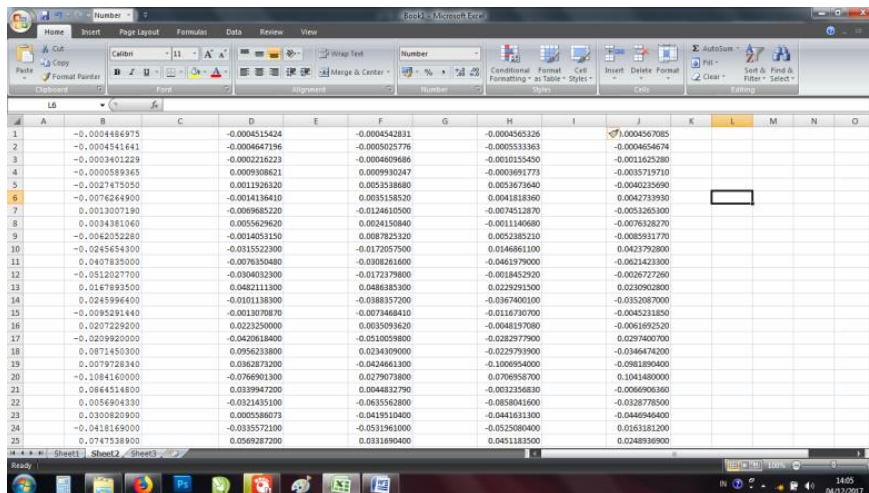 Number
Book1 - Microsoft Excel
Home Insert Page Layout Formulas Data Review View
Cut
Copy
Format Painter
Paste
Clipboard
Calibri 11
B I U
Font
Wrap Text
Merge & Center
Alignment
Number
%
Number
Conditional Formatting Format as Table Cell Styles
Styles
Insert Delete Format
Cells
Σ AutoSum
Fill
Clear
Sort & Filter Find & Select
Editing
L6 fx
A B C D E F G H I J K L M N O
1 -0.0004486975 -0.0004515424 -0.0004542831 -0.0004565326 0.0004567085
2 -0.0004541641 -0.0004647196 -0.0005025776 -0.0005533363 -0.0004654674
3 -0.0003401229 -0.0002216223 -0.0004609686 -0.0010155450 -0.0011625280
4 -0.0000589365 0.0009308621 0.0009930247 -0.0003691773 -0.0035719710
5 -0.0027475050 0.0011926320 0.0053538680 0.0053673640 -0.0040235690
6 -0.0076264900 -0.0014136410 0.0035158520 0.0041818360 0.0042733930
7 0.0013007190 -0.0069685220 -0.0124610500 -0.0074512870 -0.0053265300
8 0.0034381060 0.0055629620 0.0024150840 -0.0011140680 -0.0076328270
9 -0.0062052280 -0.0014053150 0.0087825320 0.0052385210 -0.0085931770
10 -0.0245654300 -0.0315522300 -0.0172057500 0.0146861100 0.0423792800
11 0.0407835000 -0.0076350480 -0.0308261600 -0.0461979000 -0.0621423300
12 -0.0512027700 -0.0304032300 -0.0172379800 -0.0018452920 -0.0026727260
13 0.0167893500 0.0482111300 0.0486385300 0.0229291500 0.0230902800
14 0.0245996400 -0.0101138300 -0.0388357200 -0.0367400100 -0.0352087000
15 -0.0095291440 -0.0013070870 -0.0073468410 -0.0116730700 -0.0045231850
16 0.0207229200 0.0223250000 0.0035093620 -0.0048197080 -0.0061692520
17 -0.0209920000 -0.0420618400 -0.0510059800 -0.0282977900 0.0297400700
18 0.0871450300 0.0956233800 0.0234309000 -0.0229793900 -0.0346474200
19 0.0079728340 0.0362873200 -0.0424661300 -0.1006954000 -0.0981890400
20 -0.1084160000 -0.0766901300 0.0279073800 0.0706958700 0.1041480000
21 0.0664514800 0.0339947200 0.0044832790 -0.0032356830 -0.0066906360
22 0.0056904330 -0.0321435100 -0.0635562800 -0.0858041600 -0.0328778500
23 0.0300820900 0.0005586073 -0.0419510400 -0.0441631300 -0.0446946400
24 -0.0418169000 -0.0335572100 -0.0531961000 -0.0525080400 0.0163181200
25 0.0747538900 0.0569287200 0.0331690400 0.0451183500 0.0248936900
Sheet1 Sheet2 Sheet3
Ready 100%
Ps
IN 14:05
04/12/2017